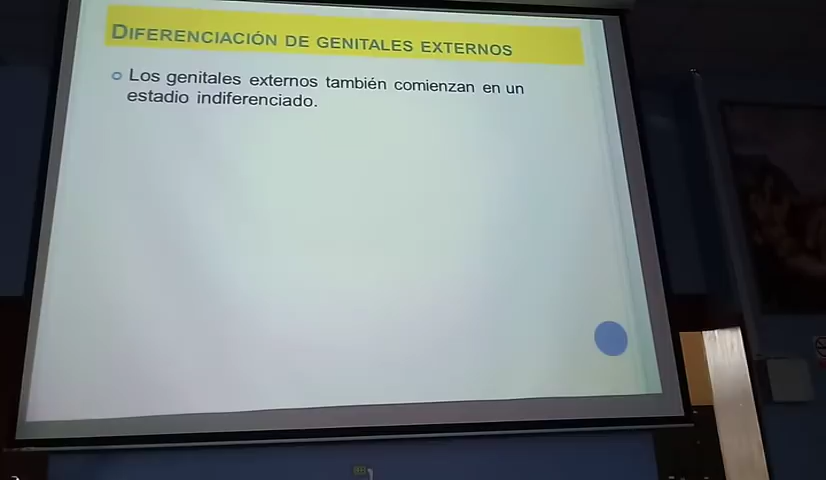 DIFERENCIACIÓN DE GENITALES EXTERNOS
Los genitales externos también comienzan en un
estadio indiferenciado.